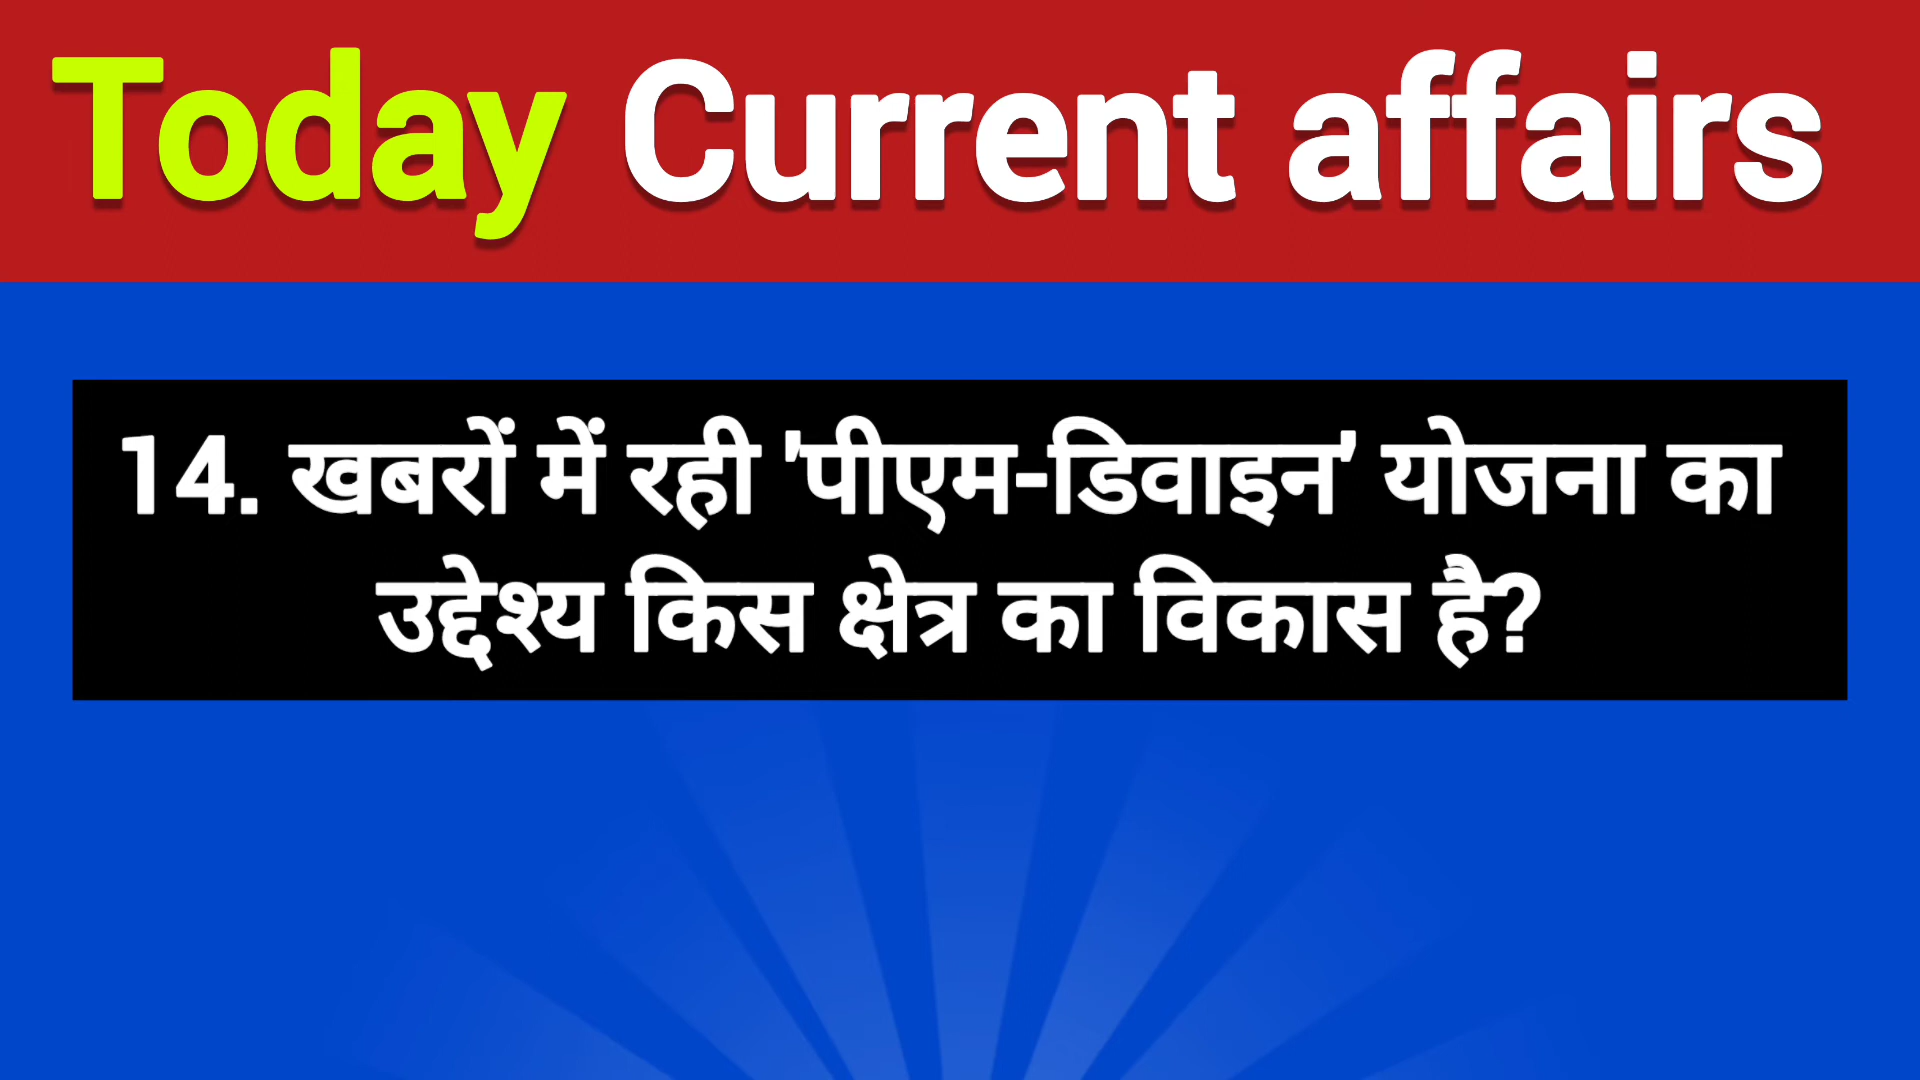 Today Current affairs
14. खबरों में रही 'पीएम-डिवाइन' योजना का
उद्देश्य किस क्षेत्र का विकास है?